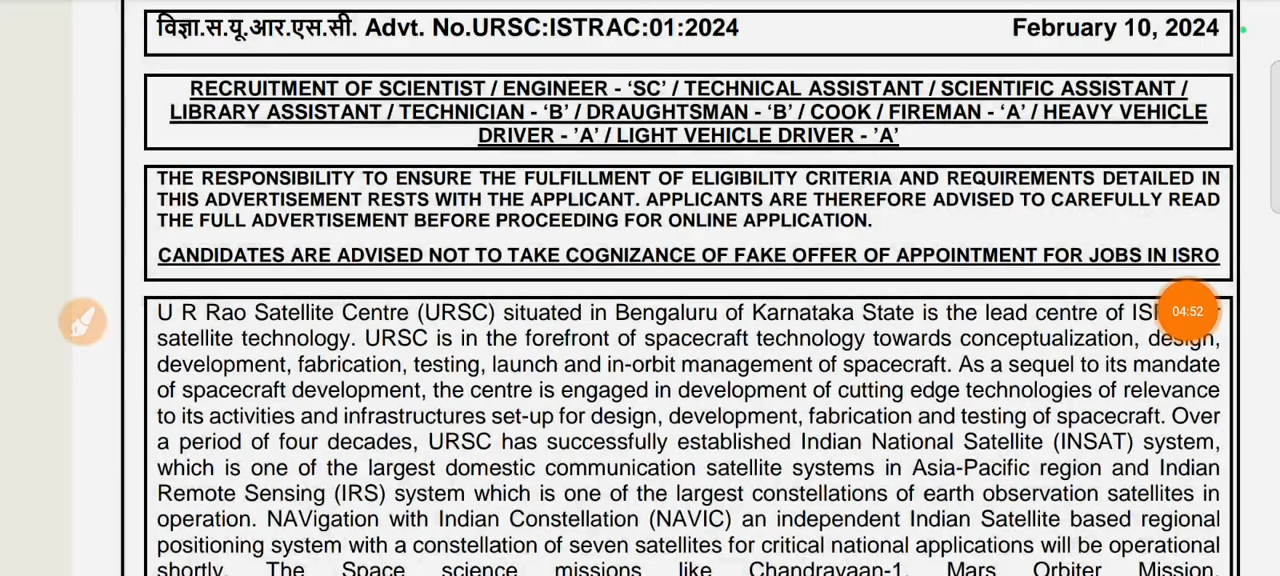 विज्ञा.स.यू.आर.एस.सी. Advt. No.URSC:ISTRAC:01:2024 February 10, 2024
RECRUITMENT OF SCIENTIST / ENGINEER - ‘SC’ / TECHNICAL ASSISTANT / SCIENTIFIC ASSISTANT /
LIBRARY ASSISTANT / TECHNICIAN - ‘B’ / DRAUGHTSMAN - ‘B’ / COOK / FIREMAN - ‘A’ / HEAVY VEHICLE
DRIVER - ’A’ / LIGHT VEHICLE DRIVER - ’A’
THE RESPONSIBILITY TO ENSURE THE FULFILLMENT OF ELIGIBILITY CRITERIA AND REQUIREMENTS DETAILED IN
THIS ADVERTISEMENT RESTS WITH THE APPLICANT. APPLICANTS ARE THEREFORE ADVISED TO CAREFULLY READ
THE FULL ADVERTISEMENT BEFORE PROCEEDING FOR ONLINE APPLICATION.
CANDIDATES ARE ADVISED NOT TO TAKE COGNIZANCE OF FAKE OFFER OF APPOINTMENT FOR JOBS IN ISRO
U R Rao Satellite Centre (URSC) situated in Bengaluru of Karnataka State is the lead centre of
04:52
satellite technology. URSC is in the forefront of spacecraft technology towards conceptualization, design,
development, fabrication, testing, launch and in-orbit management of spacecraft. As a sequel to its mandate
of spacecraft development, the centre is engaged in development of cutting edge technologies of relevance
to its activities and infrastructures set-up for design, development, fabrication and testing of spacecraft. Over
a period of four decades, URSC has successfully established Indian National Satellite (INSAT) system,
which is one of the largest domestic communication satellite systems in Asia-Pacific region and Indian
Remote Sensing (IRS) system which is one of the largest constellations of earth observation satellites in
operation. NAVigation with Indian Constellation (NAVIC) an independent Indian Satellite based regional
positioning system with a constellation of seven satellites for critical national applications will be operational
shortly. The Space science missions like Chandrayaan-1, Mars Orbiter Mission,